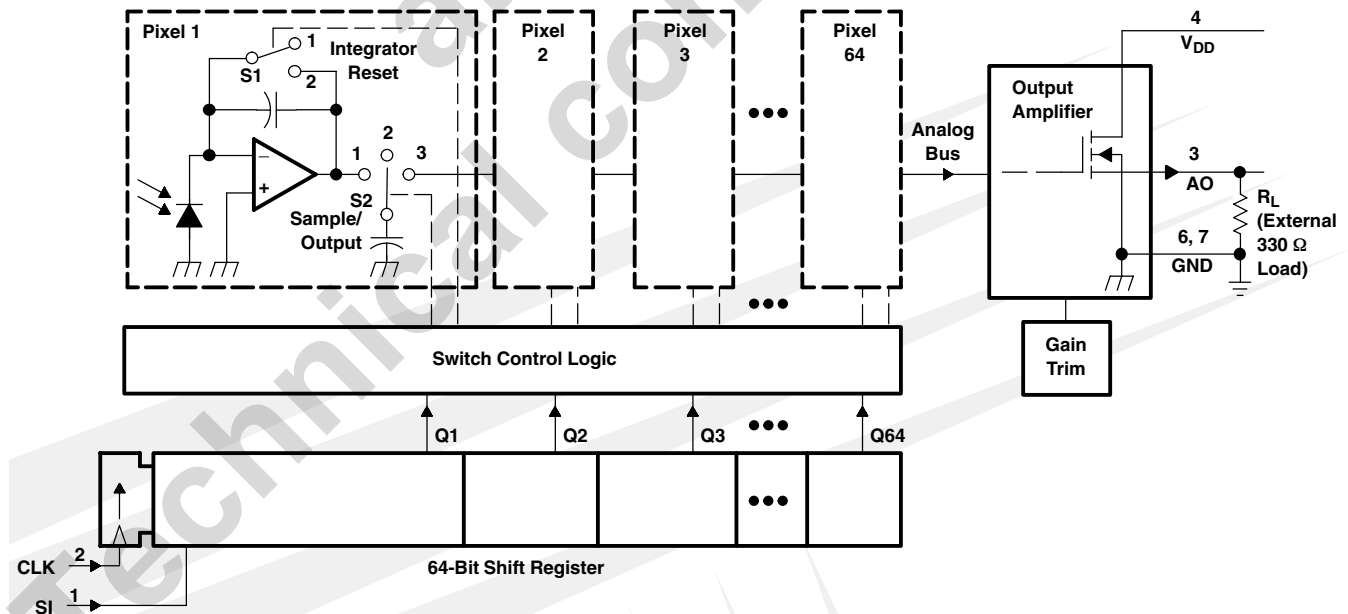 Pixel 1
1
Integrator
Reset
S1
2
2
1
3
−
+
S2
Sample/
Output
Pixel
2
Pixel
3
Pixel
64
Analog
Bus
Output
Amplifier
4
VDD
3
AO
RL
(External
330 Ω
Load)
6, 7
GND
Gain
Trim
Switch Control Logic
Q1
Q2
Q3
Q64
CLK
2
SI
1
64-Bit Shift Register
Technical con